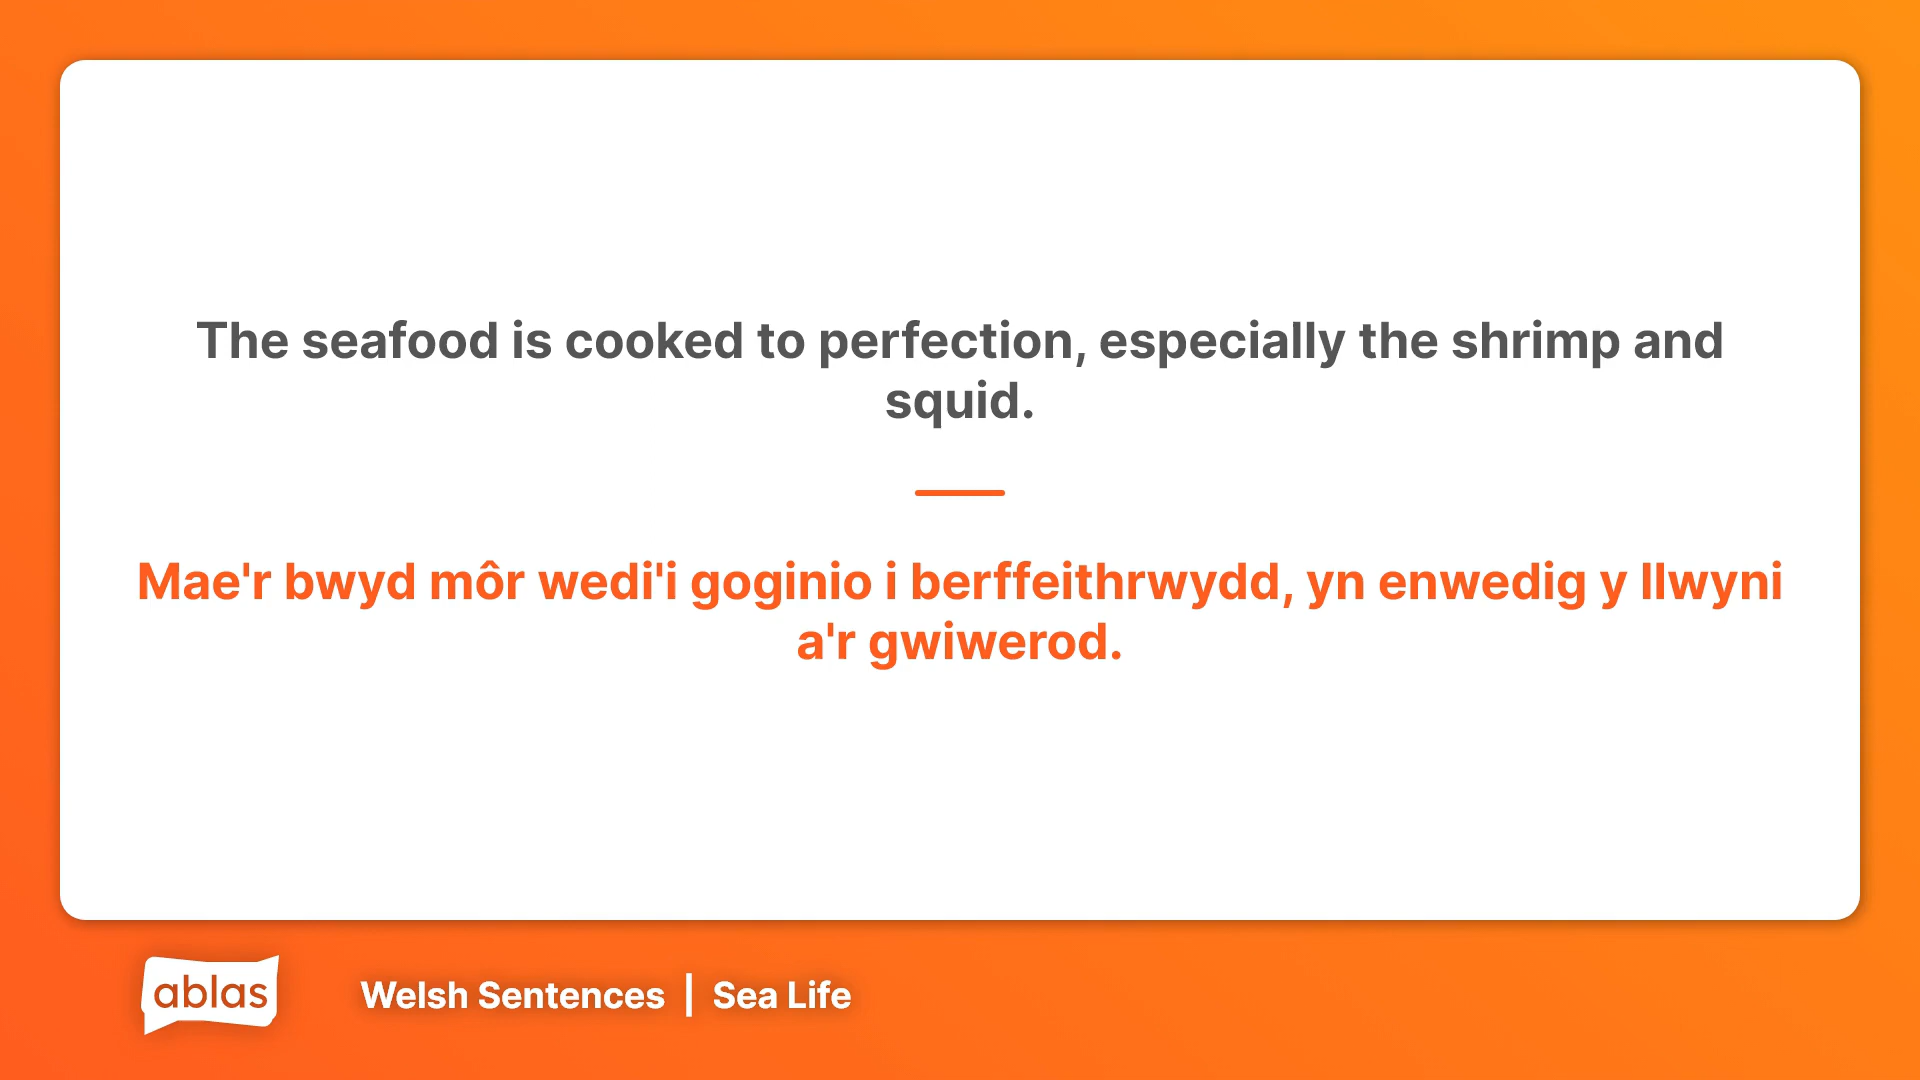 The seafood is cooked to perfection, especially the shrimp and
squid.
Mae'r bwyd môr wedi'i goginio i berffeithrwydd, yn enwedig y llwyni
a'r gwiwerod.
ablas
Welsh Sentences | Sea Life